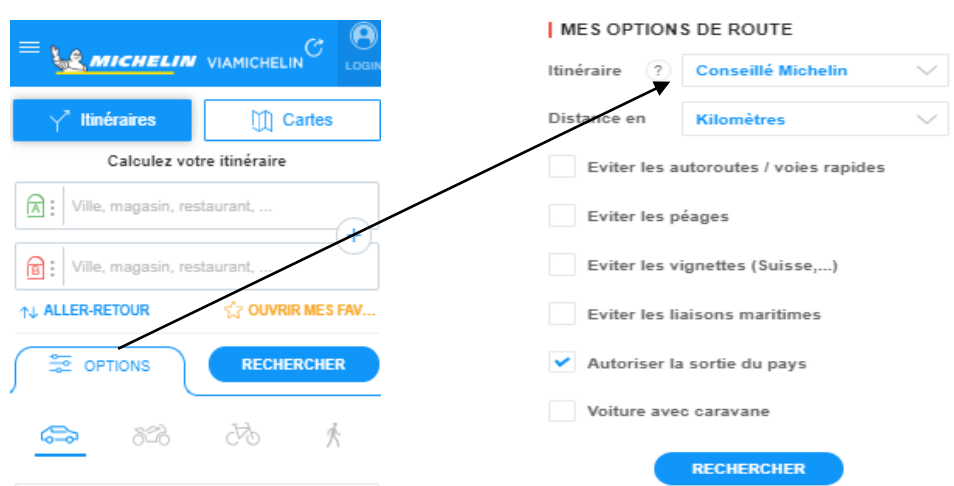 MICHELIN VIAMICHELIN LOGIN
Itinéraires Cartes
Calculez votre itinéraire
A Ville, magasin, restaurant, ...
+
B Ville, magasin, restaurant, ...
ALLER-RETOUR OUVRIR MES FAV...
OPTIONS RECHERCHER
MES OPTIONS DE ROUTE
Itinéraire ? Conseillé Michelin
Distance en Kilomètres
Eviter les autoroutes / voies rapides
Eviter les péages
Eviter les vignettes (Suisse,...)
Eviter les liaisons maritimes
Autoriser la sortie du pays
Voiture avec caravane
RECHERCHER